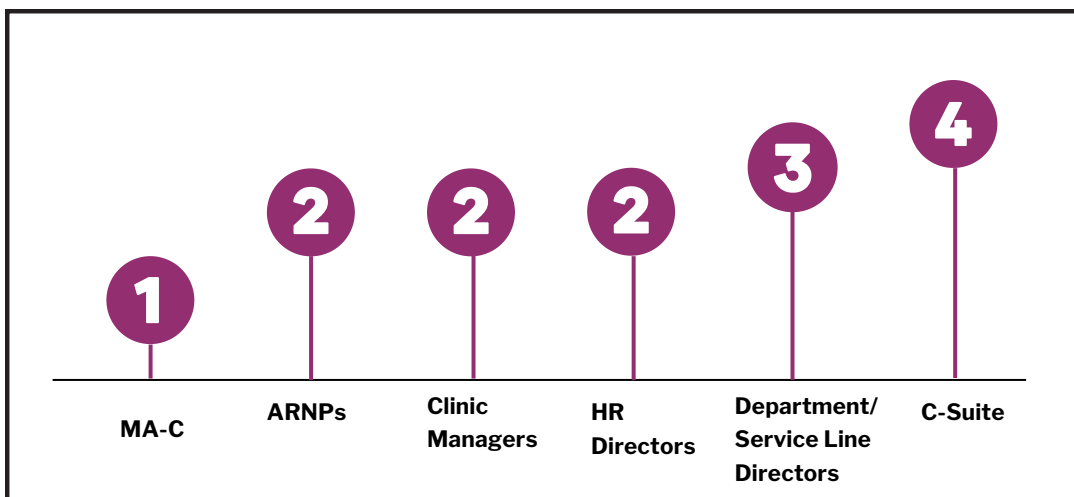 1
2
2
2
3
4
MA-C
ARNPs
Clinic
Managers
HR
Directors
Department/
Service Line
Directors
C-Suite